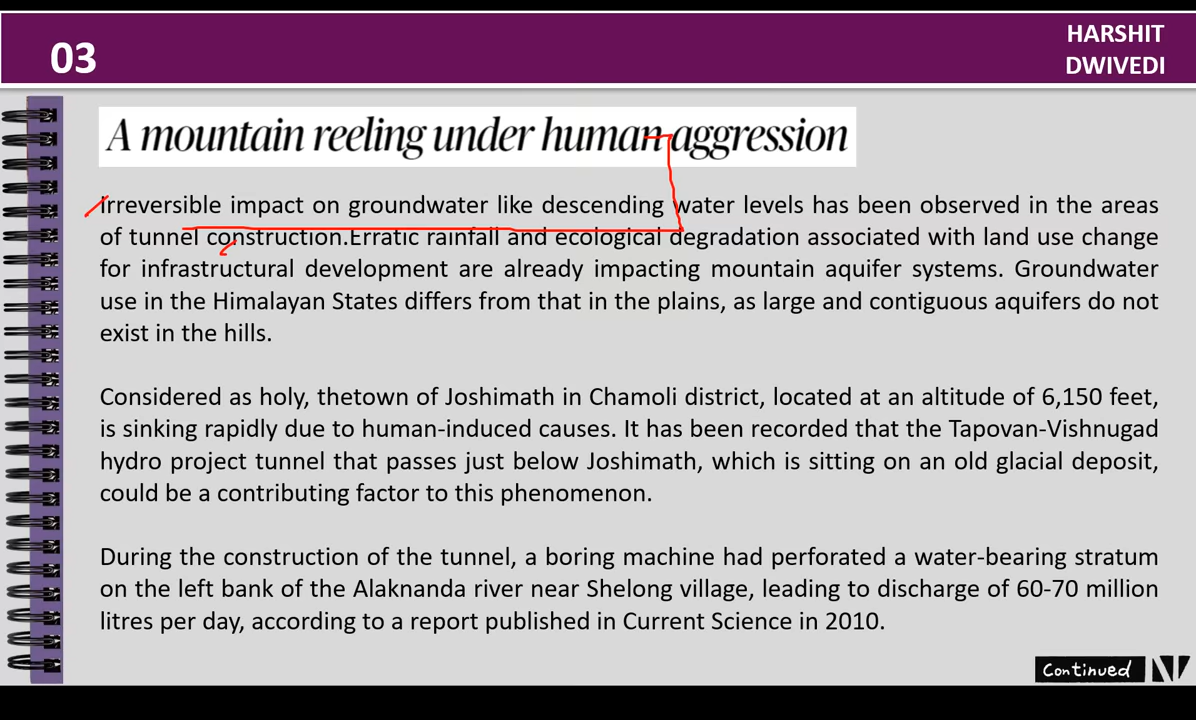 03
HARSHIT
DWIVEDI
A mountain reeling under human aggression
Irreversible impact on groundwater like descending water levels has been observed in the areas
of tunnel construction.Erratic rainfall and ecological degradation associated with land use change
for infrastructural development are already impacting mountain aquifer systems. Groundwater
use in the Himalayan States differs from that in the plains, as large and contiguous aquifers do not
exist in the hills.
Considered as holy, thetown of Joshimath in Chamoli district, located at an altitude of 6,150 feet,
is sinking rapidly due to human-induced causes. It has been recorded that the Tapovan-Vishnugad
hydro project tunnel that passes just below Joshimath, which is sitting on an old glacial deposit,
could be a contributing factor to this phenomenon.
During the construction of the tunnel, a boring machine had perforated a water-bearing stratum
on the left bank of the Alaknanda river near Shelong village, leading to discharge of 60-70 million
litres per day, according to a report published in Current Science in 2010.
Continued